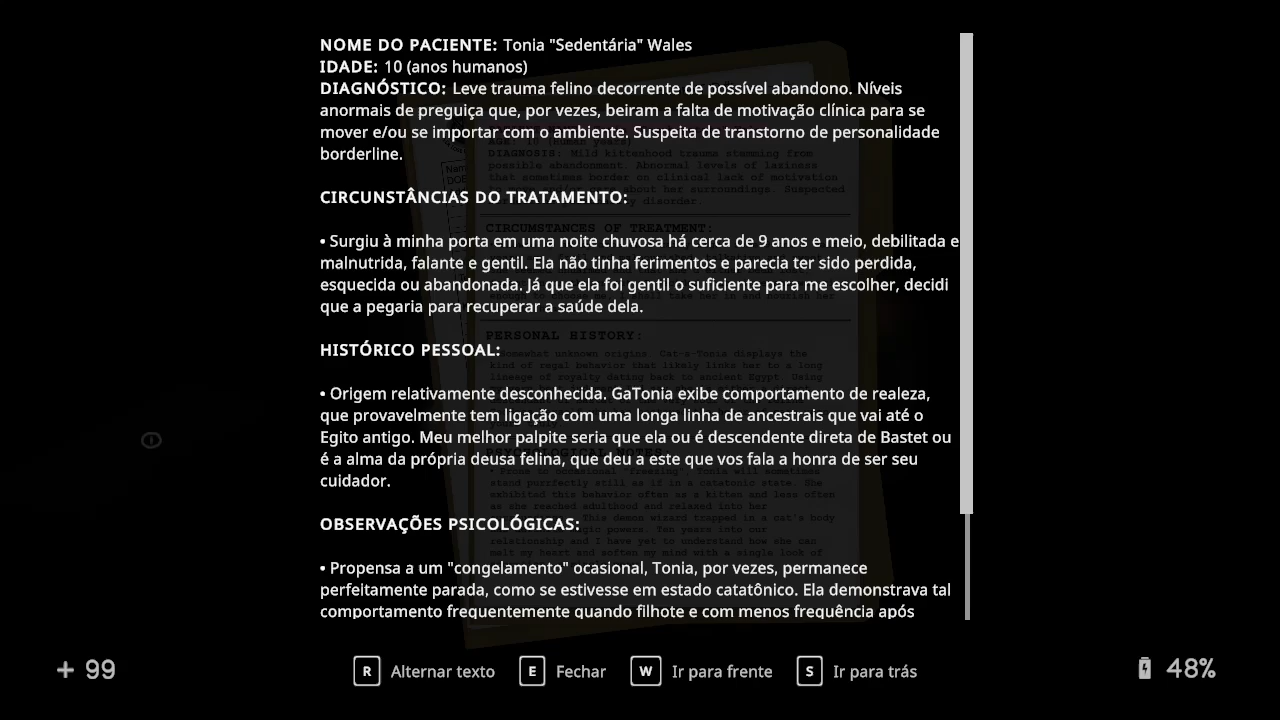 NOME DO PACIENTE: Tonia "Sedentária" Wales
IDADE: 10 (anos humanos)
DIAGNÓSTICO: Leve trauma felino decorrente de possível abandono. Níveis
anormais de preguiça que, por vezes, beiram a falta de motivação clínica para se
mover e/ou se importar com o ambiente. Suspeita de transtorno de personalidade
borderline.
CIRCUNSTÂNCIAS DO TRATAMENTO:
• Surgiu à minha porta em uma noite chuvosa há cerca de 9 anos e meio, debilitada e
malnutrida, falante e gentil. Ela não tinha ferimentos e parecia ter sido perdida,
esquecida ou abandonada. Já que ela foi gentil o suficiente para me escolher, decidi
que a pegaria para recuperar a saúde dela.
HISTÓRICO PESSOAL:
• Origem relativamente desconhecida. GaTonia exibe comportamento de realeza,
que provavelmente tem ligação com uma longa linha de ancestrais que vai até o
Egito antigo. Meu melhor palpite seria que ela ou é descendente direta de Bastet ou
é a alma da própria deusa felina, que deu a este que vos fala a honra de ser seu
cuidador.
OBSERVAÇÕES PSICOLÓGICAS:
• Propensa a um "congelamento" ocasional, Tonia, por vezes, permanece
perfeitamente parada, como se estivesse em estado catatônico. Ela demonstrava tal
comportamento frequentemente quando filhote e com menos frequência após
+ 99
R Alternar texto E Fechar W Ir para frente S Ir para trás
48%